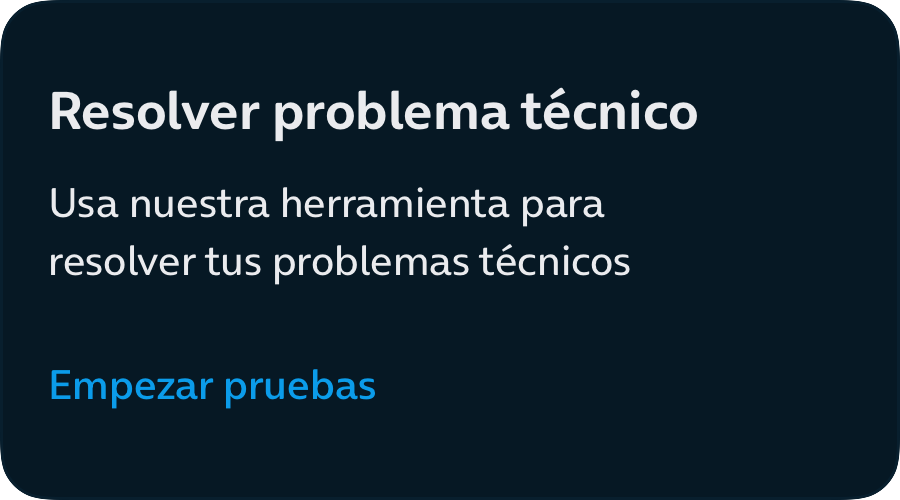 Resolver problema técnico
Usa nuestra herramienta para
resolver tus problemas técnicos
Empezar pruebas